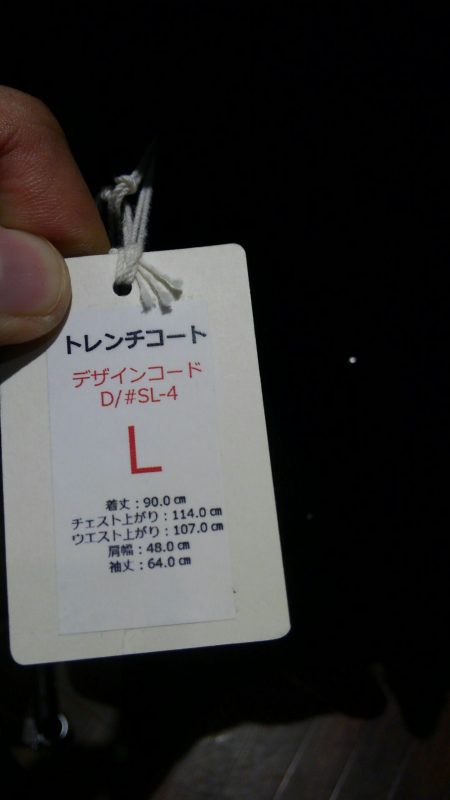 トレンチコート
デザインコード
D/#SL-4
L
着丈：90.0㎝
チェスト上がり：114.0㎝
ウエスト上がり：107.0㎝
肩幅：48.0㎝
袖丈：64.0㎝